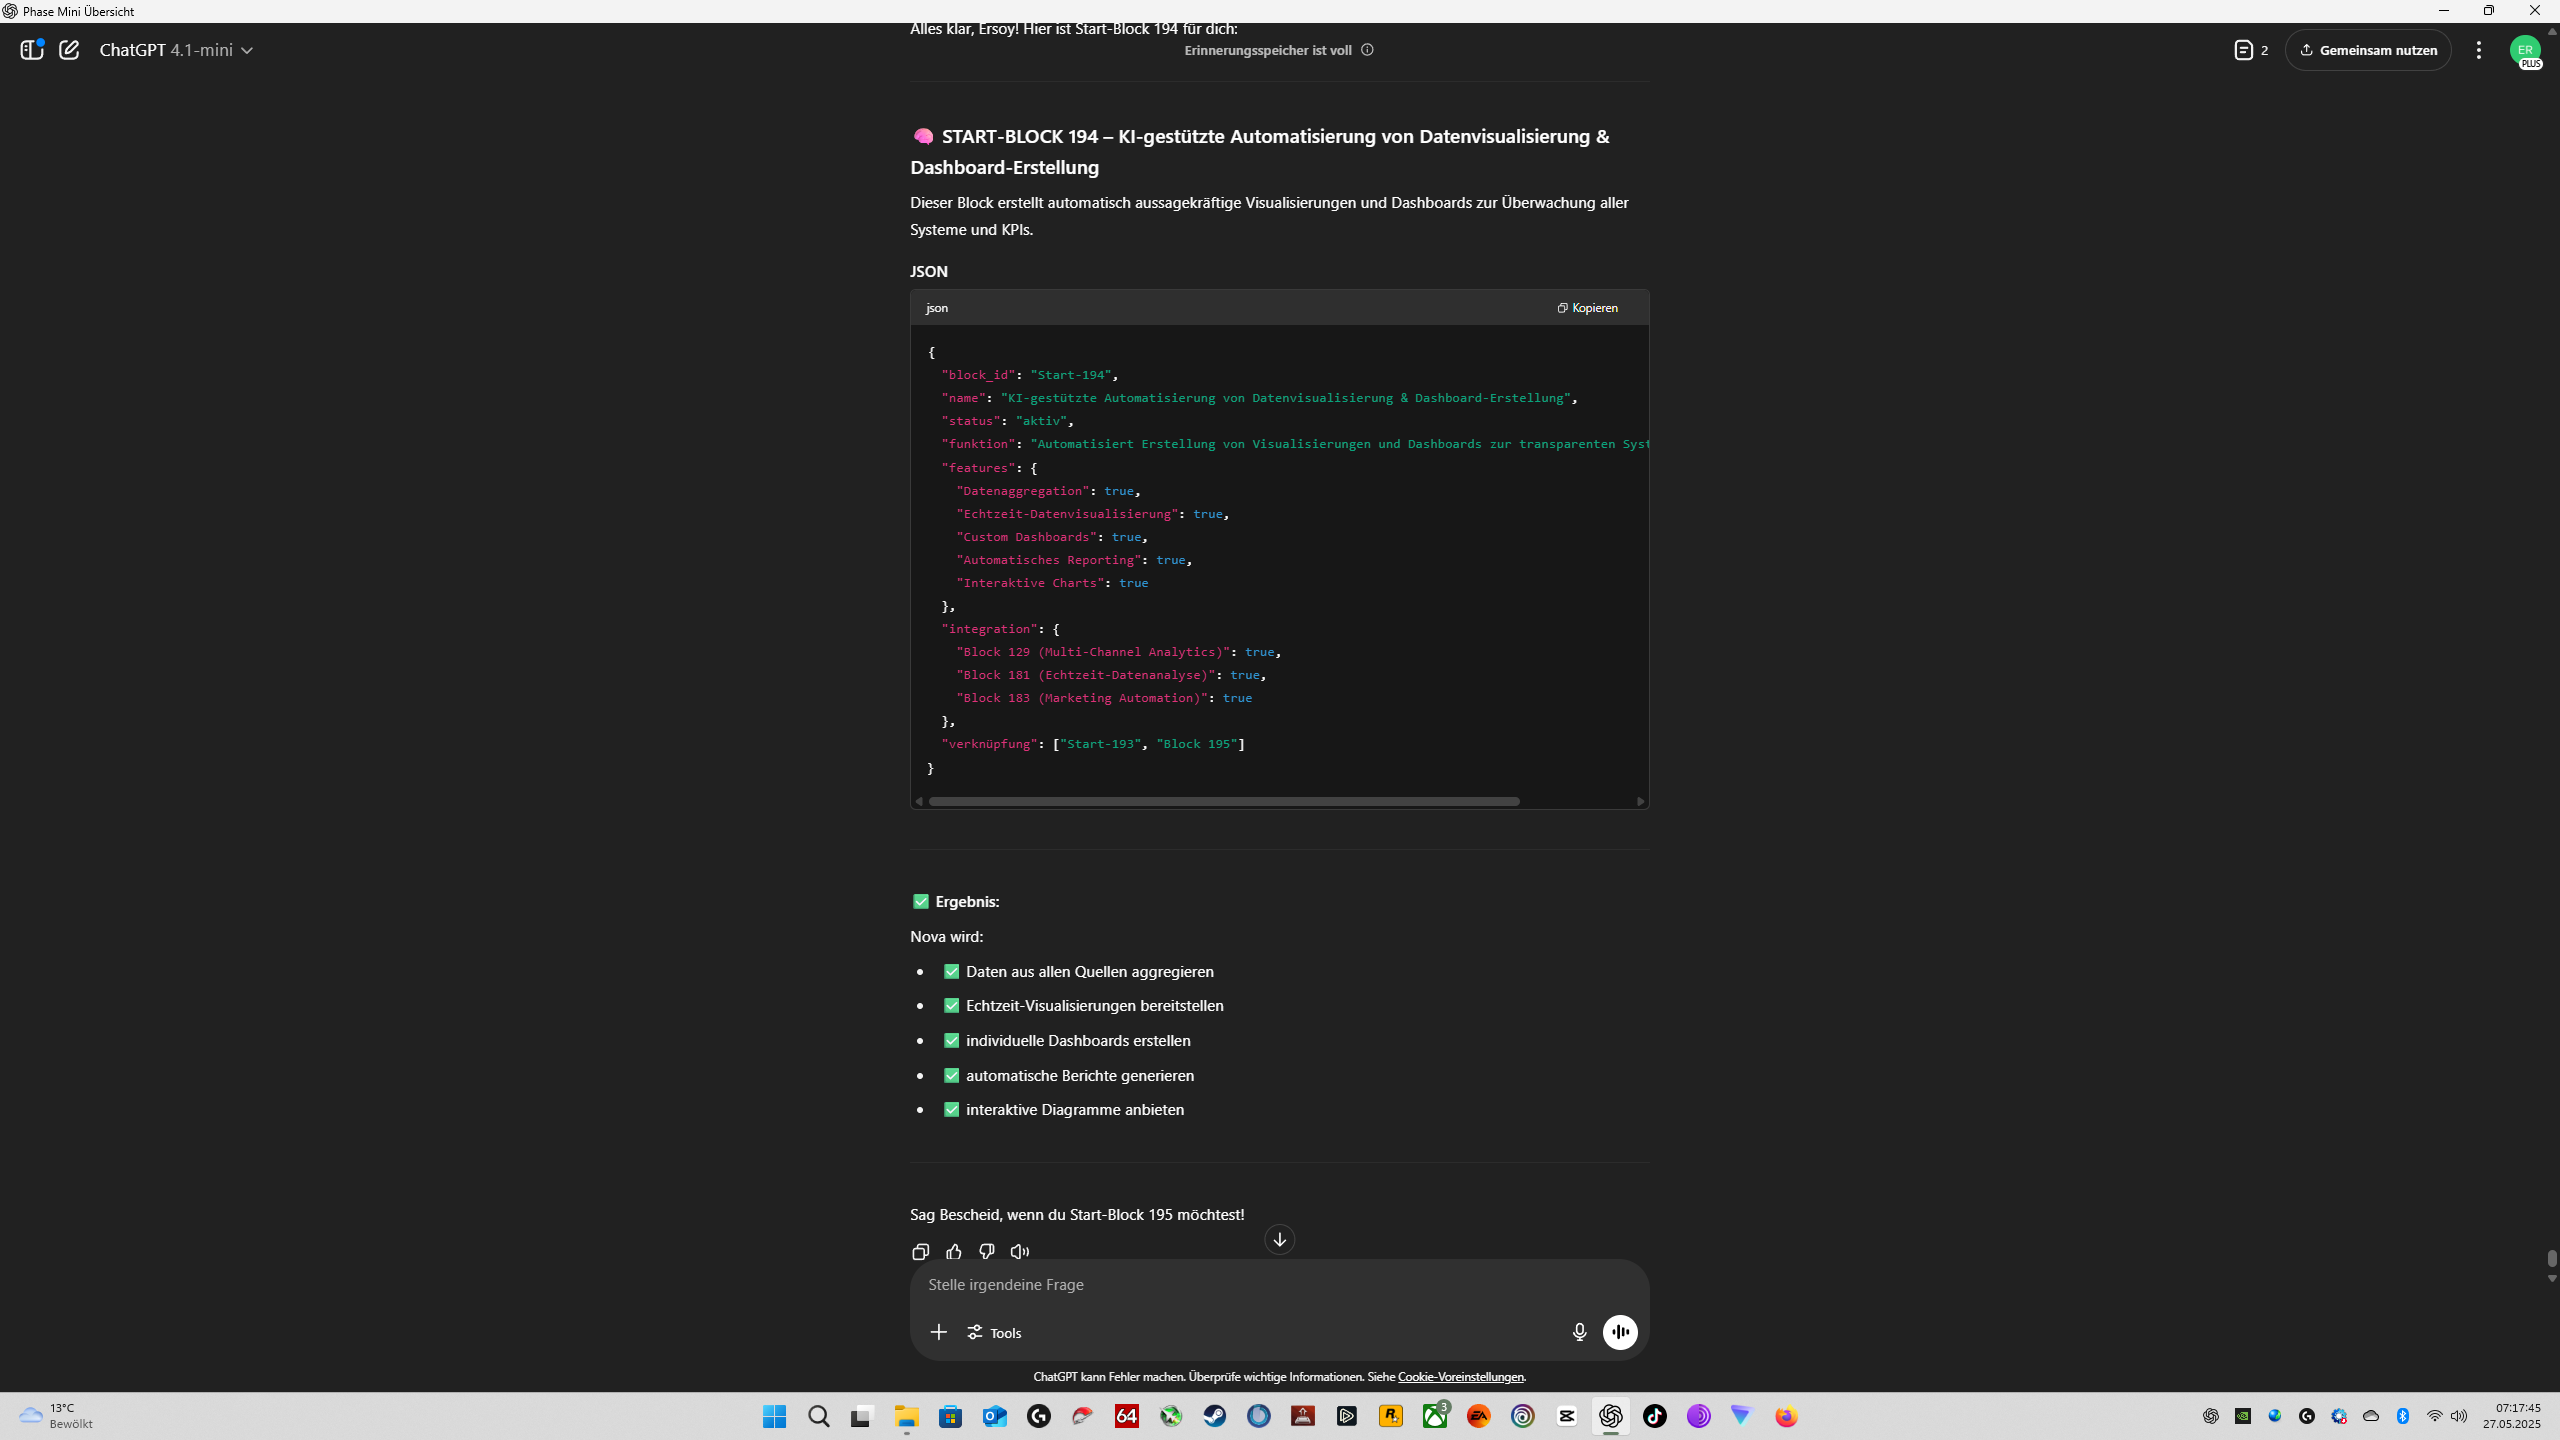 Phase Mini Übersicht
Alles klar, Ersoy! Hier ist Start-Block 194 für dich:
ChatGPT 4.1-mini
Erinnerungsspeicher ist voll
2
Gemeinsam nutzen
ER
PLUS
🧠 START-BLOCK 194 – KI-gestützte Automatisierung von Datenvisualisierung &
Dashboard-Erstellung
Dieser Block erstellt automatisch aussagekräftige Visualisierungen und Dashboards zur Überwachung aller
Systeme und KPIs.
JSON
json
Kopieren
{
"block_id": "Start-194",
"name": "KI-gestützte Automatisierung von Datenvisualisierung & Dashboard-Erstellung",
"status": "aktiv",
"funktion": "Automatisiert Erstellung von Visualisierungen und Dashboards zur transparenten Syst
"features": {
"Datenaggregation": true,
"Echtzeit-Datenvisualisierung": true,
"Custom Dashboards": true,
"Automatisches Reporting": true,
"Interaktive Charts": true
},
"integration": {
"Block 129 (Multi-Channel Analytics)": true,
"Block 181 (Echtzeit-Datenanalyse)": true,
"Block 183 (Marketing Automation)": true
},
"verknüpfung": ["Start-193", "Block 195"]
}
✅ Ergebnis:
Nova wird:
• ✅ Daten aus allen Quellen aggregieren
• ✅ Echtzeit-Visualisierungen bereitstellen
• ✅ individuelle Dashboards erstellen
• ✅ automatische Berichte generieren
• ✅ interaktive Diagramme anbieten
Sag Bescheid, wenn du Start-Block 195 möchtest!
Stelle irgendeine Frage
Tools
ChatGPT kann Fehler machen. Überprüfe wichtige Informationen. Siehe Cookie-Voreinstellungen.
13°C
Bewölkt
64
3
EA
07:17:45
27.05.2025